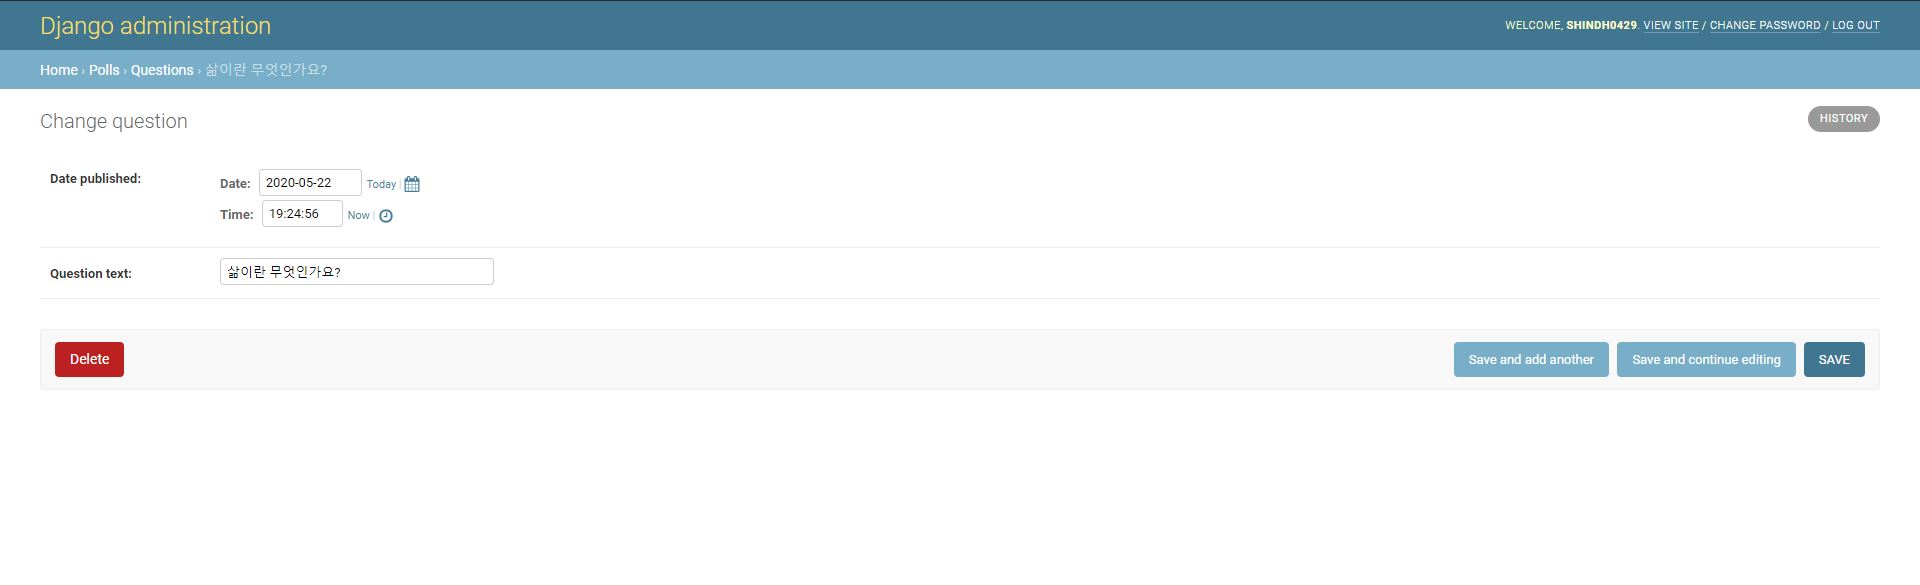 Django administration
WELCOME, SHINDH0429. VIEW SITE / CHANGE PASSWORD / LOG OUT
Home › Polls › Questions › 삶이란 무엇인가요?
Change question
HISTORY
Date published:
Date: 2020-05-22 Today |
Time: 19:24:56 Now |
Question text: 삶이란 무엇인가요?
Delete
Save and add another
Save and continue editing
SAVE